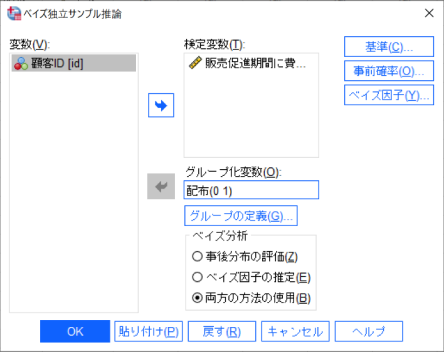 ベイズ独立サンプル推論
変数(V):
顧客ID [id]
検定変数(T):
販売促進期間に費...
基準(C)...
事前確率(O)...
ベイズ因子(Y)...
グループ化変数(O):
配布(0 1)
グループの定義(G)...
ベイズ分析
事後分布の評価(Z)
ベイズ因子の推定(E)
両方の方法の使用(B)
OK
貼り付け(P)
戻す(R)
キャンセル
ヘルプ